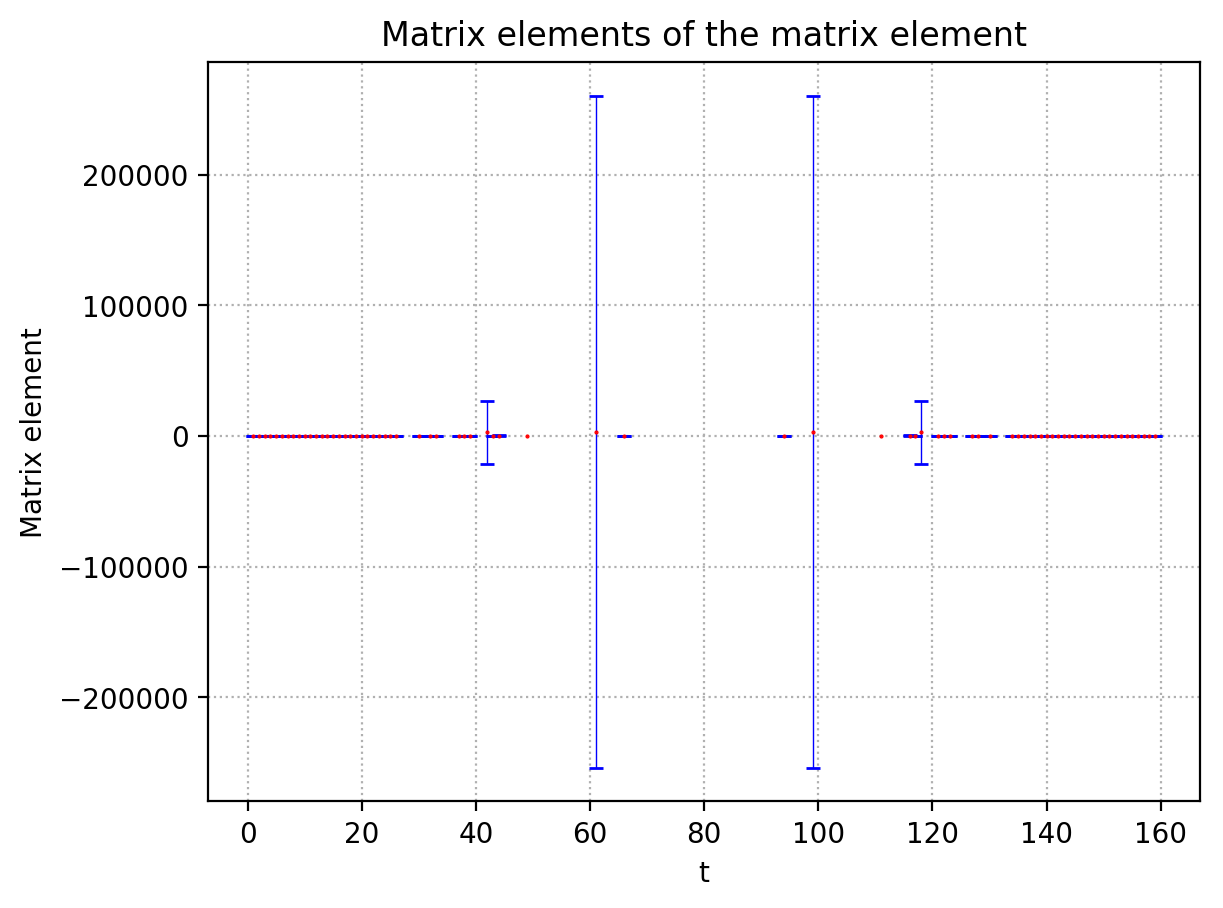 Matrix elements of the matrix element
Matrix element
200000
100000
0
−100000
−200000
0 20 40 60 80 100 120 140 160
t